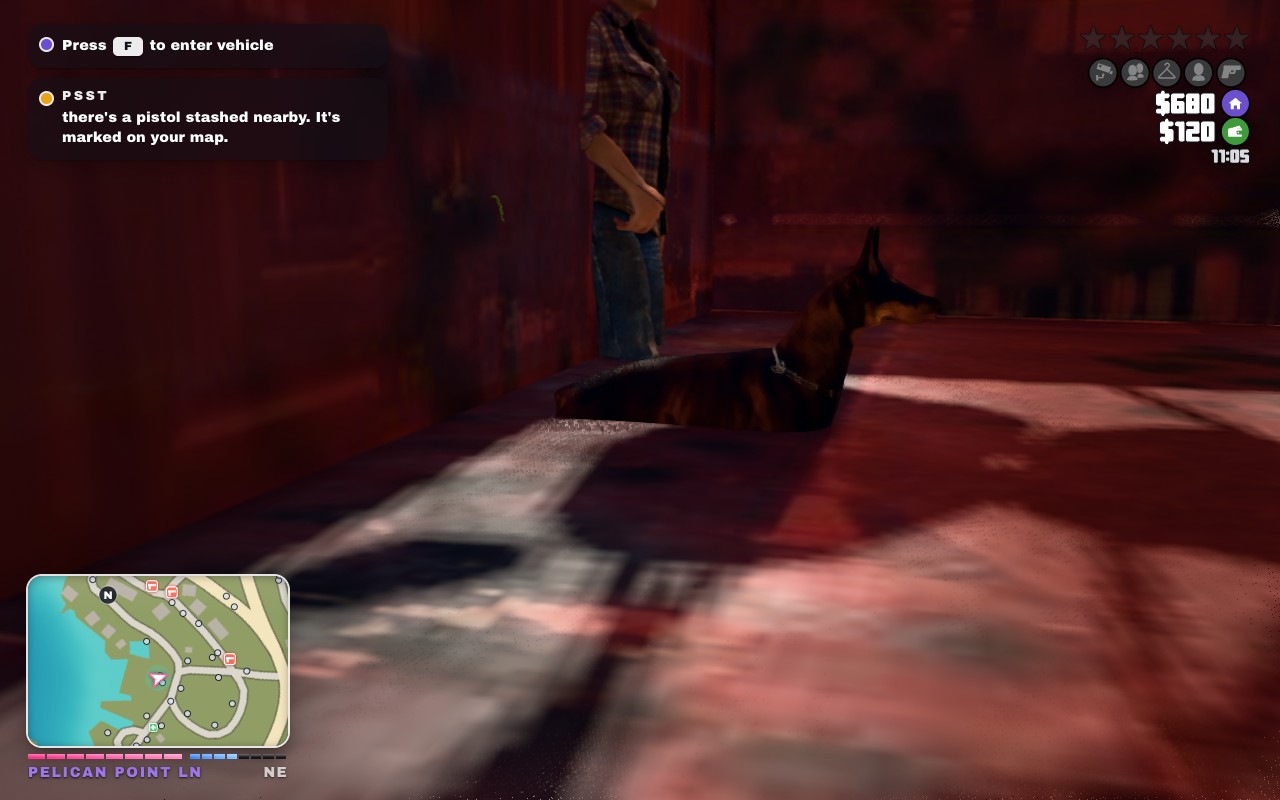 Press F to enter vehicle
PSST
there's a pistol stashed nearby. It's
marked on your map.
$680
$120
11:05
N
PELICAN POINT LN NE